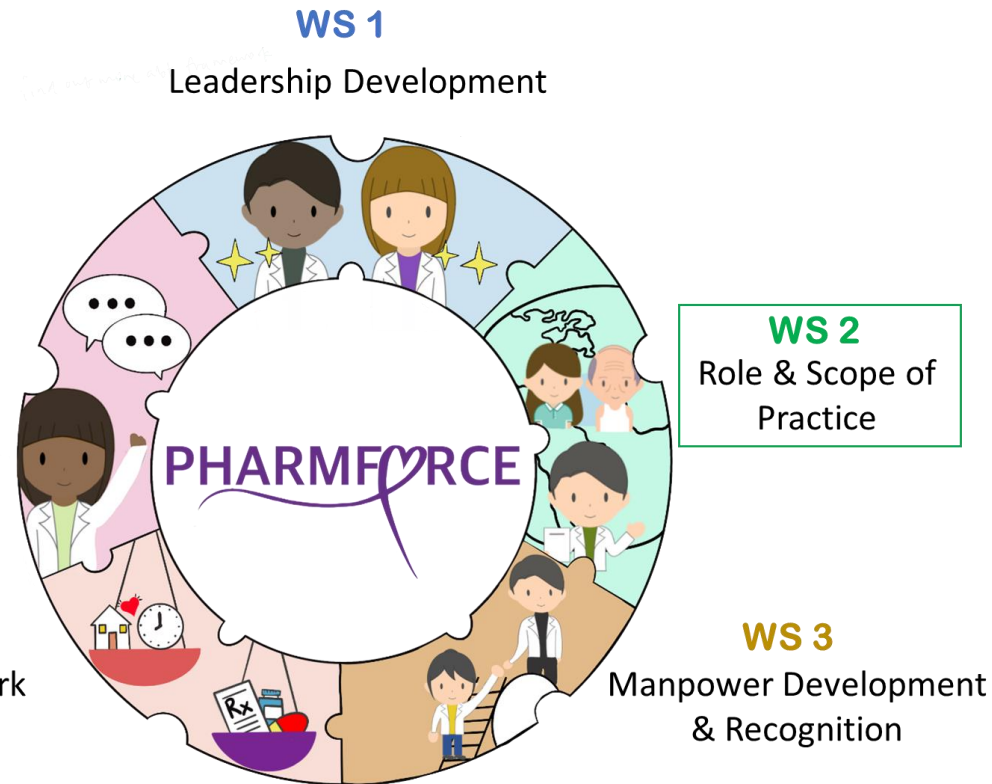 WS 1
Leadership Development
WS 2
Role & Scope of
Practice
PHARMFORCE
Rx
WS 3
rk
Manpower Development
& Recognition